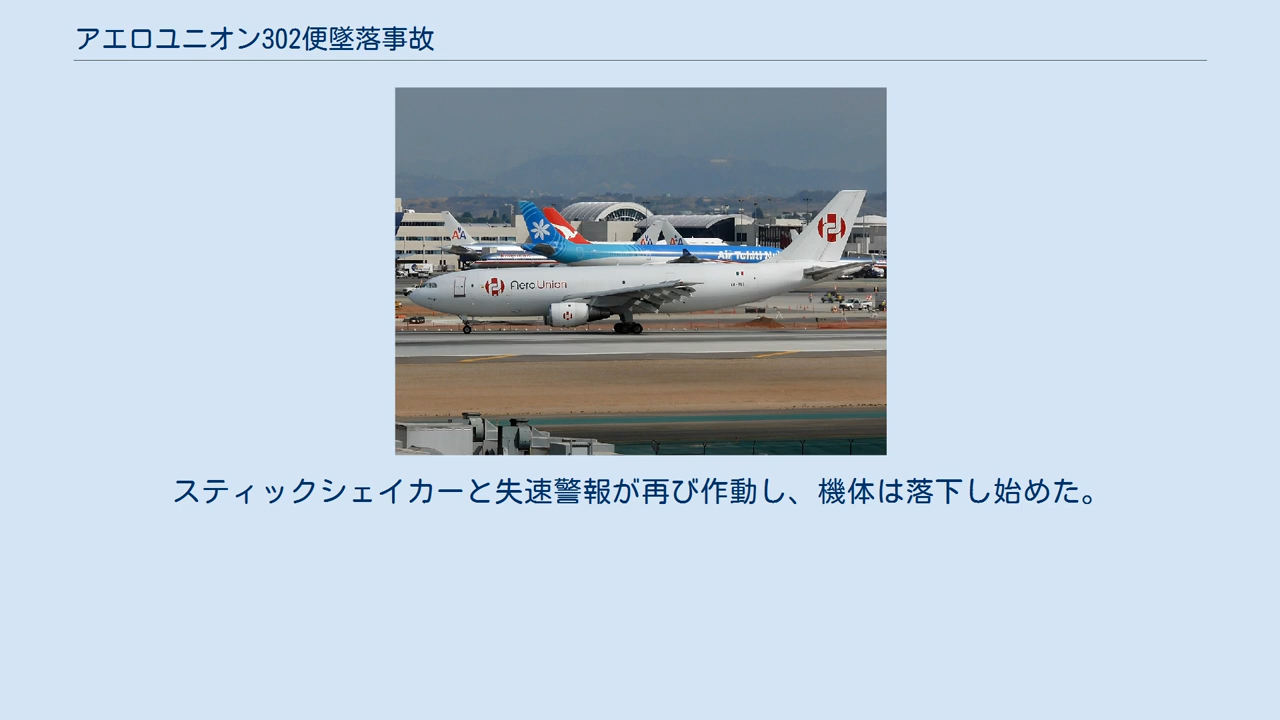 アエロユニオン302便墜落事故
AA
Air Tahiti Nu
AeroUnion
スティックシェイカーと失速警報が再び作動し、機体は落下し始めた。